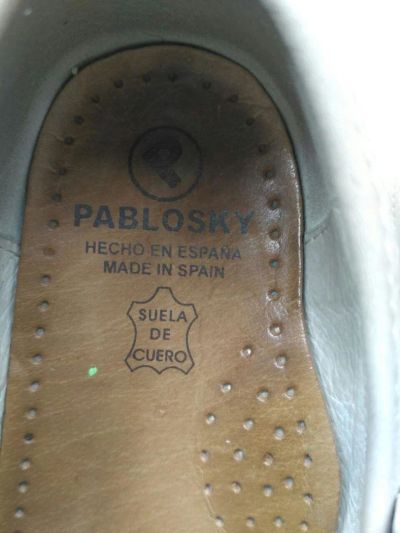 PABLOSKY
HECHO EN ESPAÑA
MADE IN SPAIN
SUELA
DE
CUERO